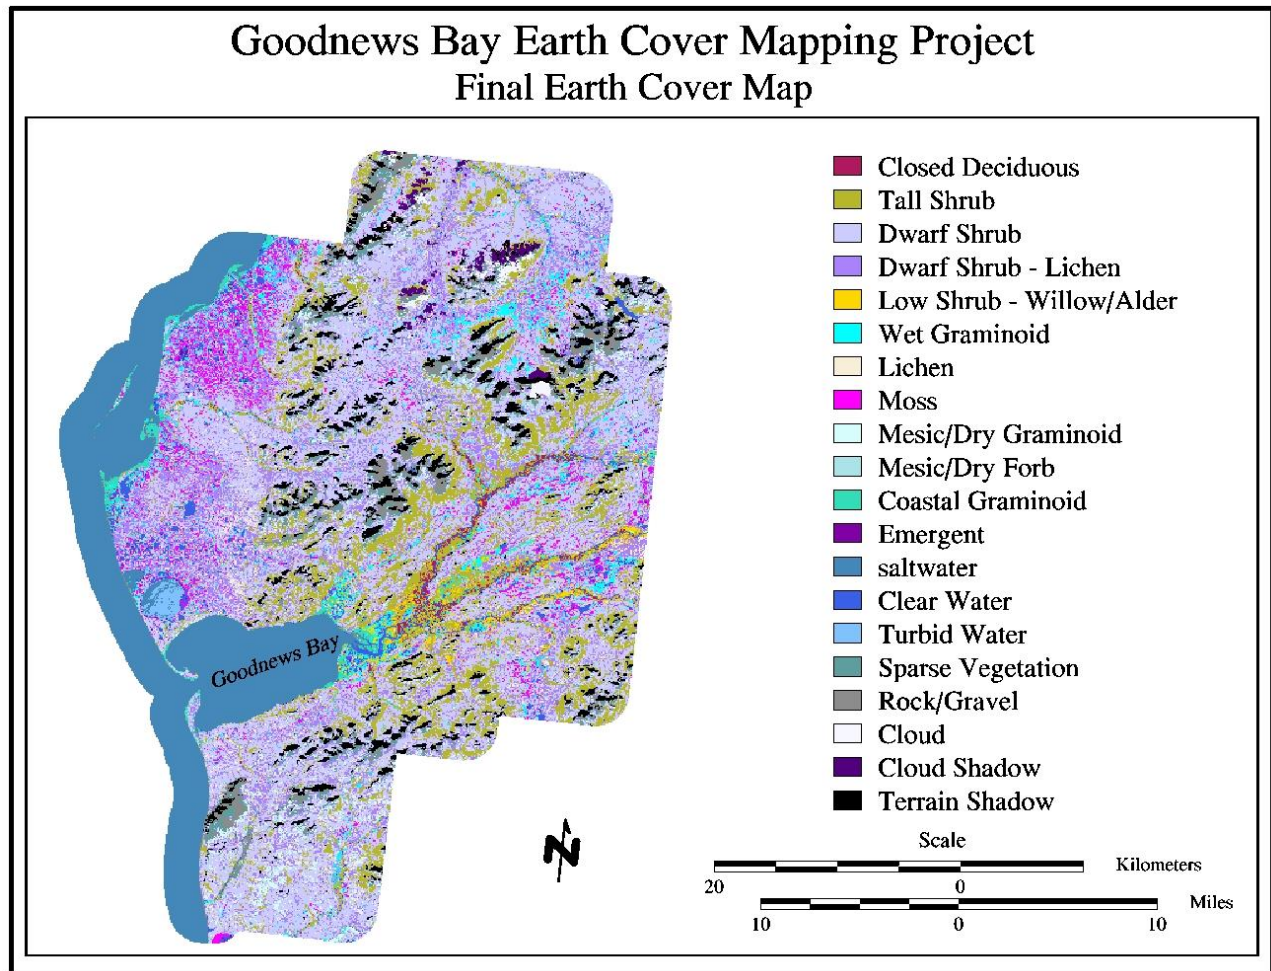 Goodnews Bay Earth Cover Mapping Project
Final Earth Cover Map
Closed Deciduous
Tall Shrub
Dwarf Shrub
Dwarf Shrub - Lichen
Low Shrub - Willow/Alder
Wet Graminoid
Lichen
Moss
Mesic/Dry Graminoid
Mesic/Dry Forb
Coastal Graminoid
Emergent
saltwater
Clear Water
Turbid Water
Sparse Vegetation
Rock/Gravel
Cloud
Cloud Shadow
Terrain Shadow
Goodnews Bay
N
Scale
Kilometers
20 0
Miles
10 0 10